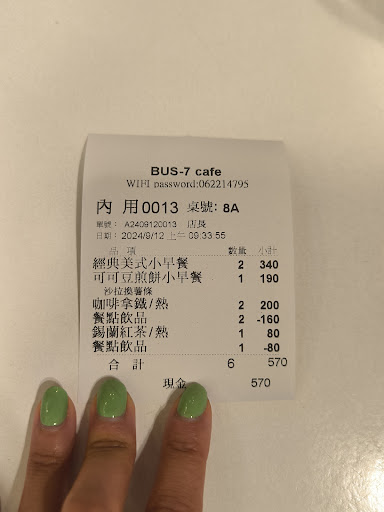 BUS-7 cafe
WIFI password:062214795
內 用0013 桌號: 8A
單號: A2409120013 店長
日期: 2024/9/12 上午 09:33:55
品 項 數量 小計
經典美式小早餐 2 340
可可豆煎餅小早餐 1 190
沙拉換薯條
咖啡拿鐵/熱 2 200
餐點飲品 2 -160
錫蘭紅茶/熱 1 80
餐點飲品 1 -80
合 計 6 570
現金 570